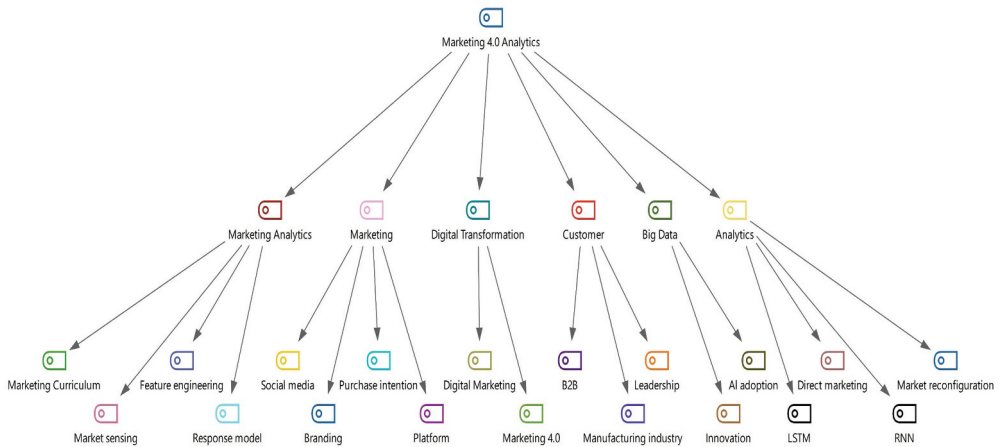 Marketing 4.0 Analytics
Marketing Analytics
Marketing
Digital Transformation
Customer
Big Data
Analytics
Marketing Curriculum
Feature engineering
Social media
Purchase intention
Digital Marketing
B2B
Leadership
AI adoption
Direct marketing
Market reconfiguration
Market sensing
Response model
Branding
Platform
Marketing 4.0
Manufacturing industry
Innovation
LSTM
RNN